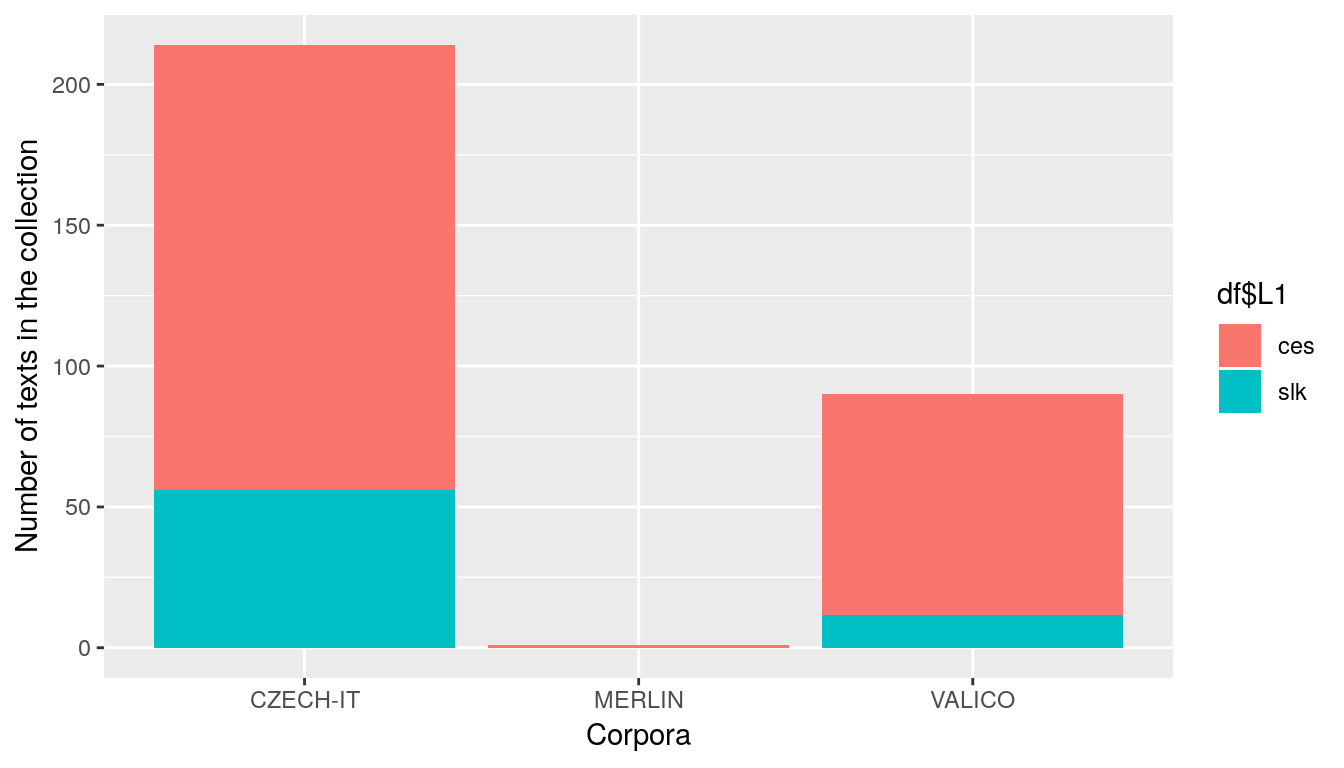 Number of texts in the collection
200
150
100
50
0
CZECH-IT MERLIN VALICO
Corpora
df$L1
ces
slk